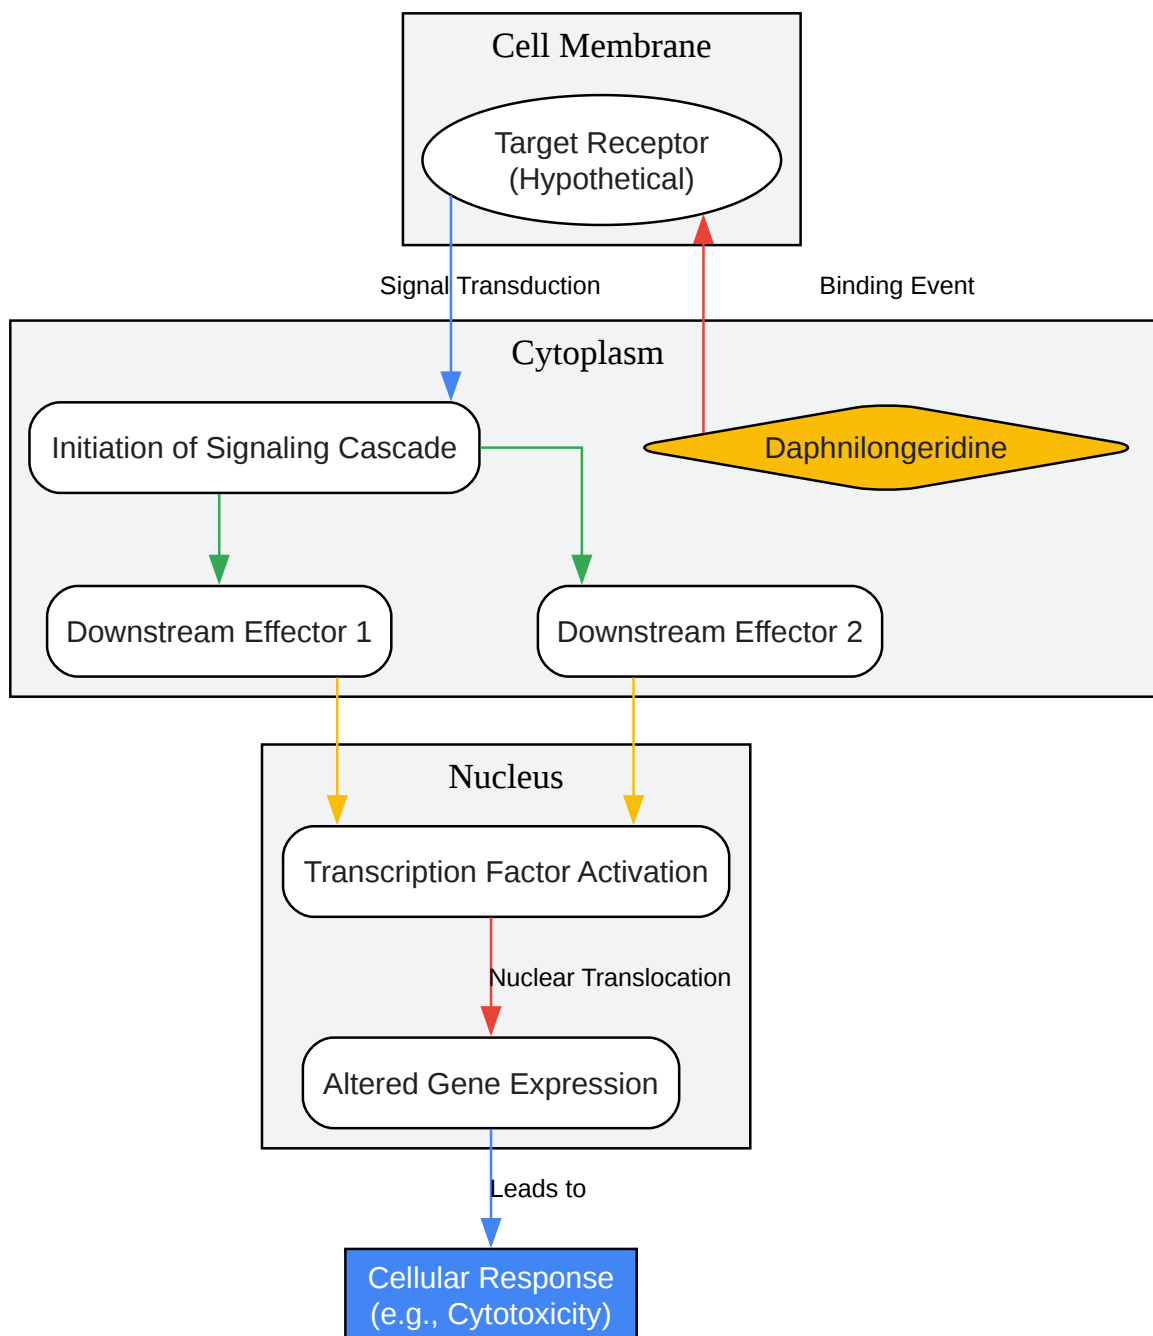 Cell Membrane
Target Receptor
(Hypothetical)
Signal Transduction
Binding Event
Cytoplasm
Initiation of Signaling Cascade
Daphnilongeridine
Downstream Effector 1
Downstream Effector 2
Nucleus
Transcription Factor Activation
Nuclear Translocation
Altered Gene Expression
Leads to
Cellular Response
(e.g., Cytotoxicity)